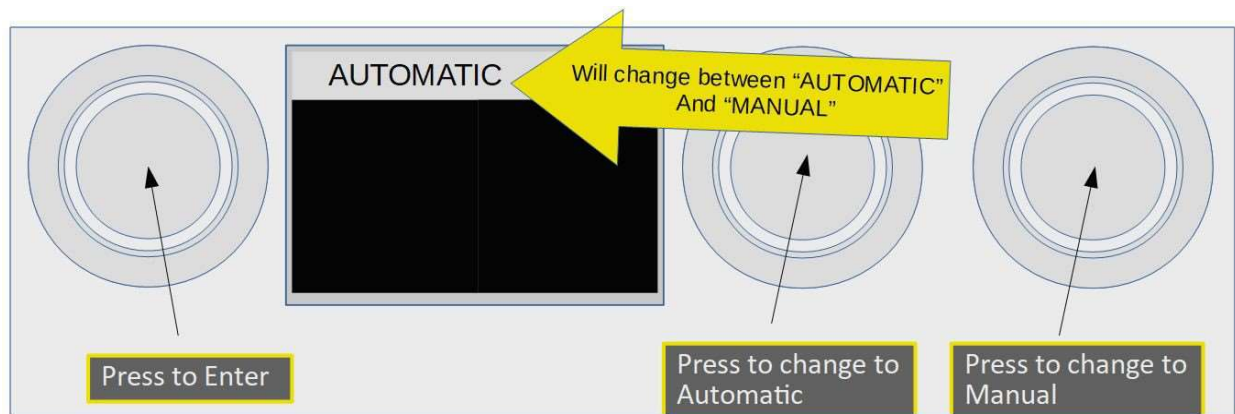 AUTOMATIC
Will change between “AUTOMATIC”
And “MANUAL”
Press to Enter
Press to change to
Automatic
Press to change to
Manual